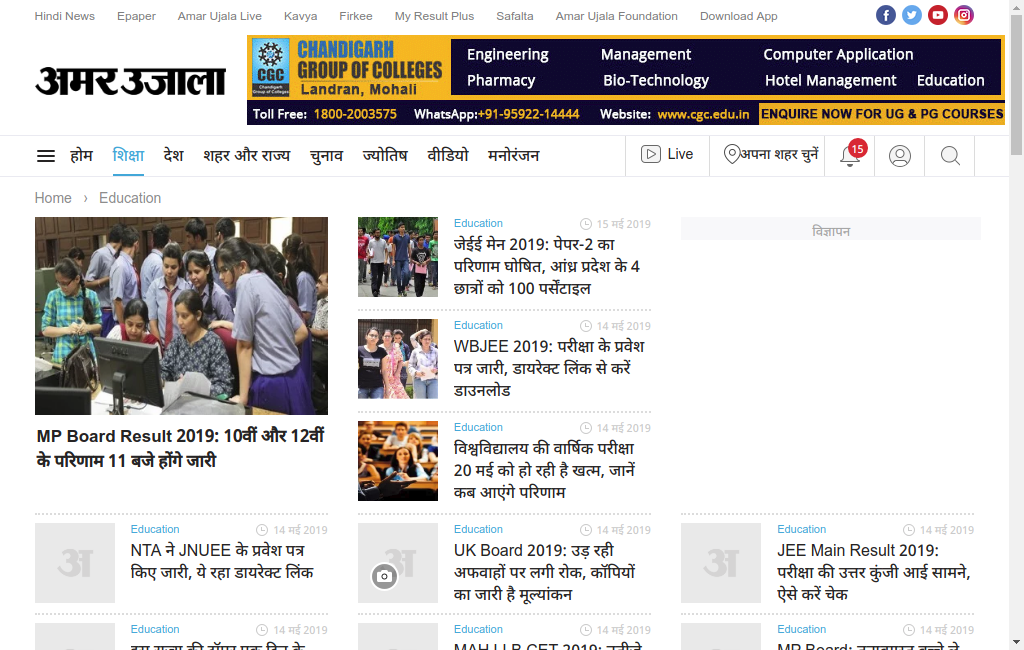 Hindi News Epaper Amar Ujala Live Kavya Firkee My Result Plus Safalta Amar Ujala Foundation Download App
अमर उजाला
CGC
Chandigarh
Group of Colleges
CHANDIGARH
GROUP OF COLLEGES
Landran, Mohali
Engineering Management Computer Application
Pharmacy Bio-Technology Hotel Management Education
Toll Free: 1800-2003575 WhatsApp:+91-95922-14444 Website: www.cgc.edu.in ENQUIRE NOW FOR UG & PG COURSES
होम शिक्षा देश शहर और राज्य चुनाव ज्योतिष वीडियो मनोरंजन Live अपना शहर चुनें 15
Home › Education
MP Board Result 2019: 10वीं और 12वीं
के परिणाम 11 बजे होंगे जारी
Education 15 मई 2019
जेईई मेन 2019: पेपर-2 का
परिणाम घोषित, आंध्र प्रदेश के 4
छात्रों को 100 पर्सेंटाइल
Education 14 मई 2019
WBJEE 2019: परीक्षा के प्रवेश
पत्र जारी, डायरेक्ट लिंक से करें
डाउनलोड
Education 14 मई 2019
विश्वविद्यालय की वार्षिक परीक्षा
20 मई को हो रही है खत्म, जानें
कब आएंगे परिणाम
विज्ञापन
अ
Education 14 मई 2019
NTA ने JNUEE के प्रवेश पत्र
किए जारी, ये रहा डायरेक्ट लिंक
अ
Education 14 मई 2019
UK Board 2019: उड़ रही
अफवाहों पर लगी रोक, कॉपियों
का जारी है मूल्यांकन
अ
Education 14 मई 2019
JEE Main Result 2019:
परीक्षा की उत्तर कुंजी आई सामने,
ऐसे करें चेक
Education 14 मई 2019
Education 14 मई 2019
MAH LLB CET 2019:
Education 14 मई 2019
MP Board: